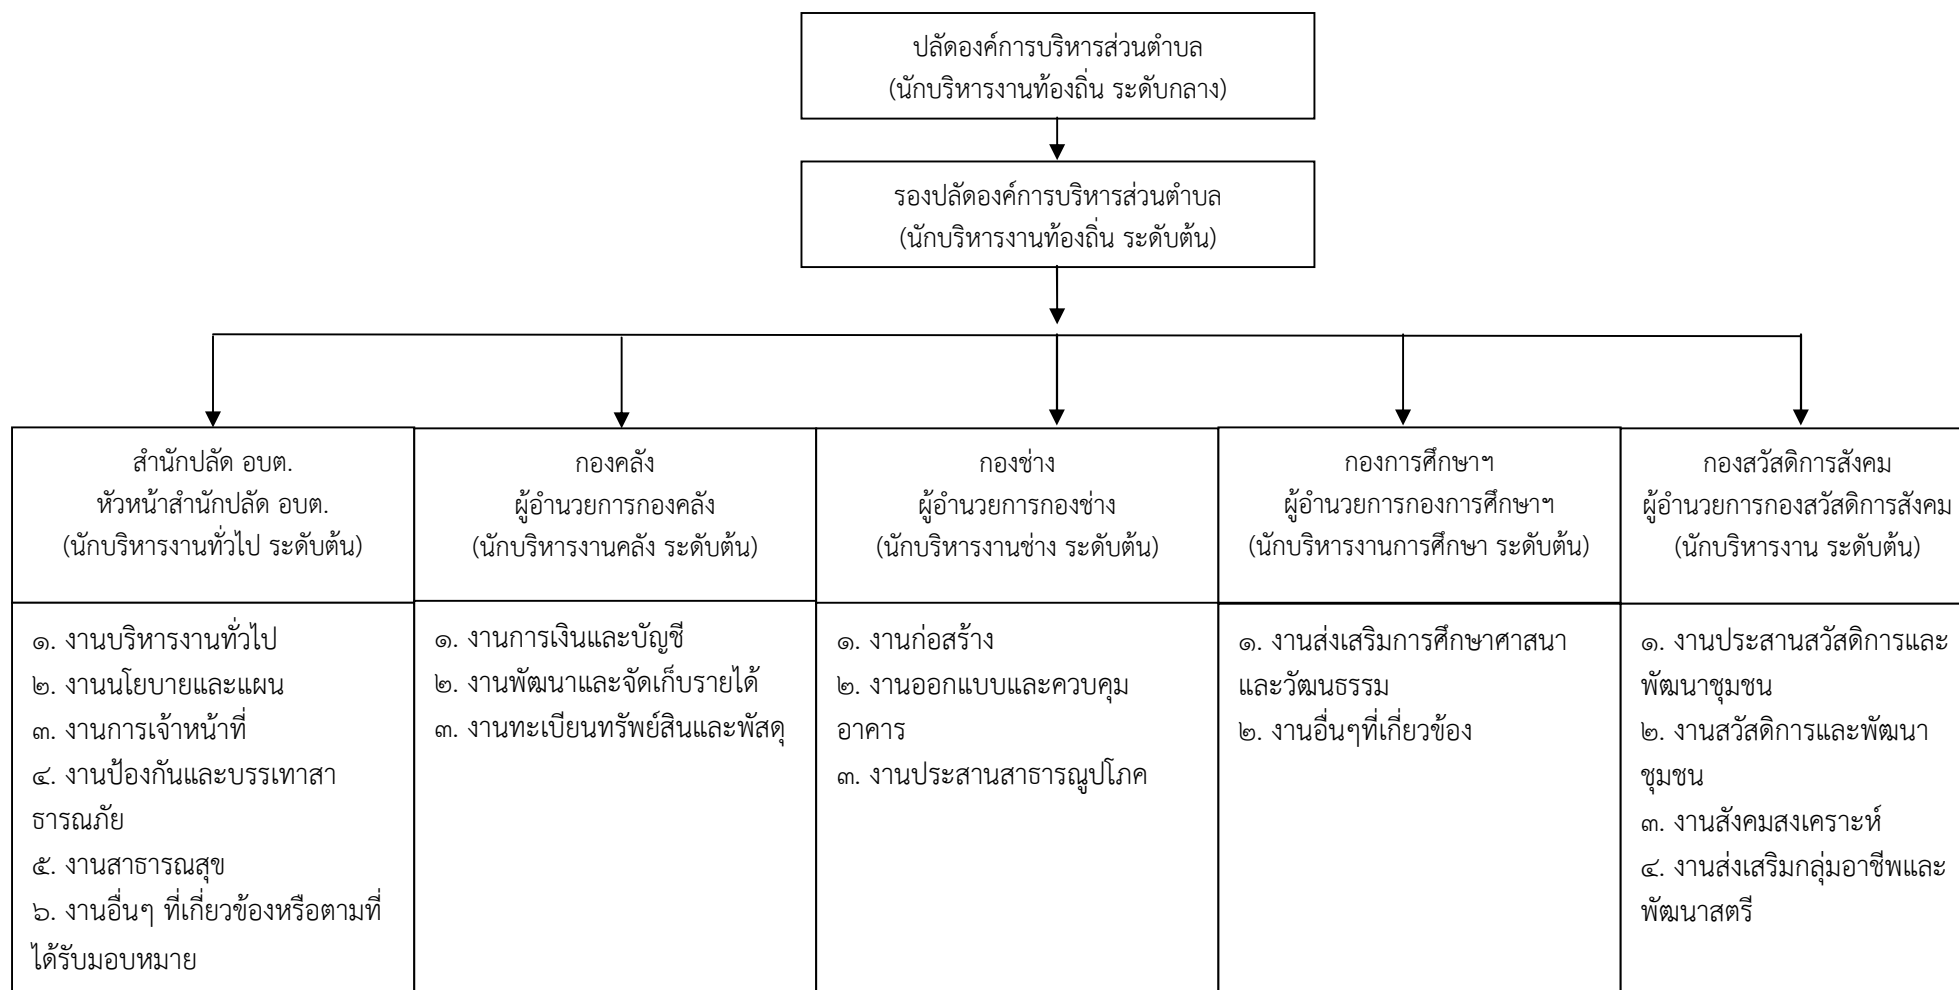 ปลัดองค์การบริหารส่วนตำบล
(นักบริหารงานท้องถิ่น ระดับกลาง)
รองปลัดองค์การบริหารส่วนตำบล
(นักบริหารงานท้องถิ่น ระดับต้น)
สำนักปลัด อบต.
หัวหน้าสำนักปลัด อบต.
(นักบริหารงานทั่วไป ระดับต้น)
กองคลัง
ผู้อำนวยการกองคลัง
(นักบริหารงานคลัง ระดับต้น)
กองช่าง
ผู้อำนวยการกองช่าง
(นักบริหารงานช่าง ระดับต้น)
กองการศึกษาฯ
ผู้อำนวยการกองการศึกษาฯ
(นักบริหารงานการศึกษา ระดับต้น)
กองสวัสดิการสังคม
ผู้อำนวยการกองสวัสดิการสังคม
(นักบริหารงาน ระดับต้น)
๑. งานบริหารงานทั่วไป
๒. งานนโยบายและแผน
๓. งานการเจ้าหน้าที่
๔. งานป้องกันและบรรเทาสา
ธารณภัย
๕. งานสาธารณสุข
๖. งานอื่นๆ ที่เกี่ยวข้องหรือตามที่
ได้รับมอบหมาย
๑. งานการเงินและบัญชี
๒. งานพัฒนาและจัดเก็บรายได้
๓. งานทะเบียนทรัพย์สินและพัสดุ
๑. งานก่อสร้าง
๒. งานออกแบบและควบคุม
อาคาร
๓. งานประสานสาธารณูปโภค
๑. งานส่งเสริมการศึกษาศาสนา
และวัฒนธรรม
๒. งานอื่นๆที่เกี่ยวข้อง
๑. งานประสานสวัสดิการและ
พัฒนาชุมชน
๒. งานสวัสดิการและพัฒนา
ชุมชน
๓. งานสังคมสงเคราะห์
๔. งานส่งเสริมกลุ่มอาชีพและ
พัฒนาสตรี